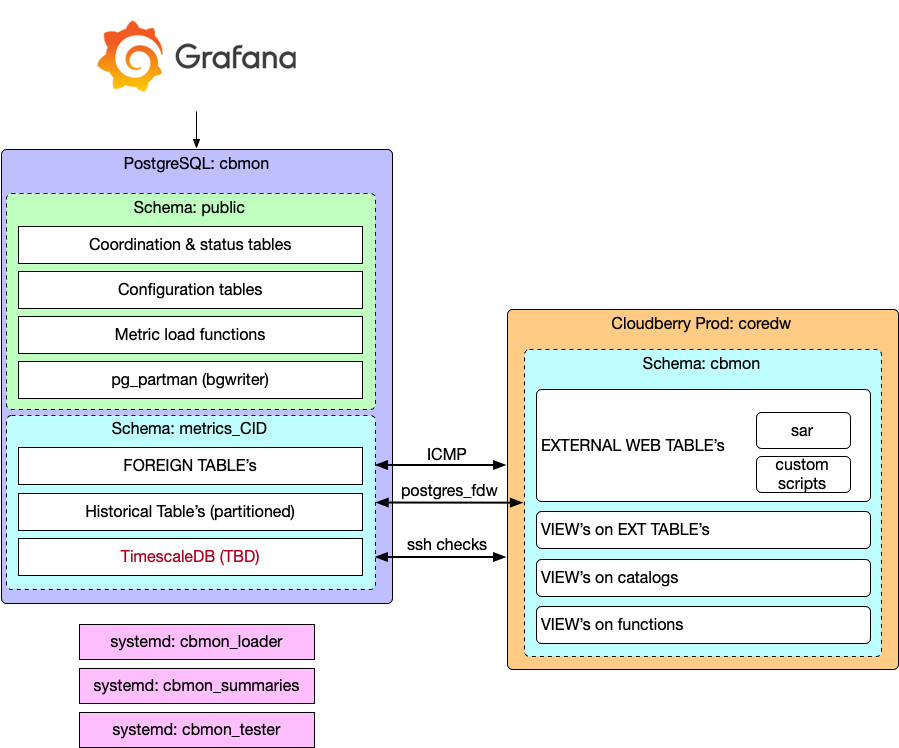 Grafana
PostgreSQL: cbmon
Schema: public
Coordination & status tables
Configuration tables
Metric load functions
pg_partman (bgwriter)
Schema: metrics_CID
FOREIGN TABLE's
Historical Table's (partitioned)
TimescaleDB (TBD)
systemd: cbmon_loader
systemd: cbmon_summaries
systemd: cbmon_tester
ICMP
postgres_fdw
ssh checks
Cloudberry Prod: coredw
Schema: cbmon
EXTERNAL WEB TABLE's
sar
custom
scripts
VIEW's on EXT TABLE's
VIEW's on catalogs
VIEW's on functions